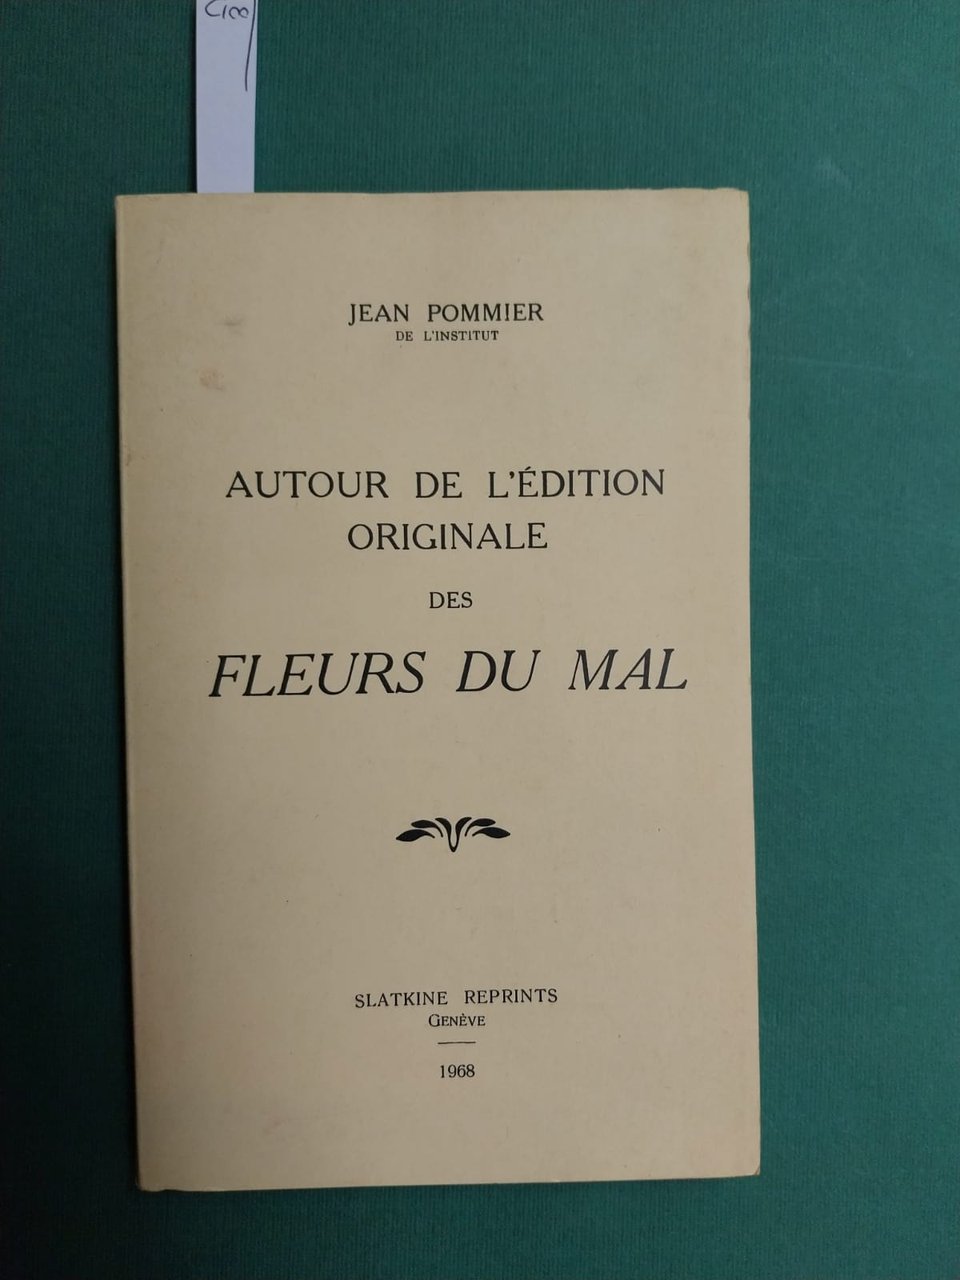 JEAN POMMIER
DE L'INSTITUT
AUTOUR DE L'ÉDITION
ORIGINALE
DES
FLEURS DU MAL
SLATKINE REPRINTS
GENÈVE
1968